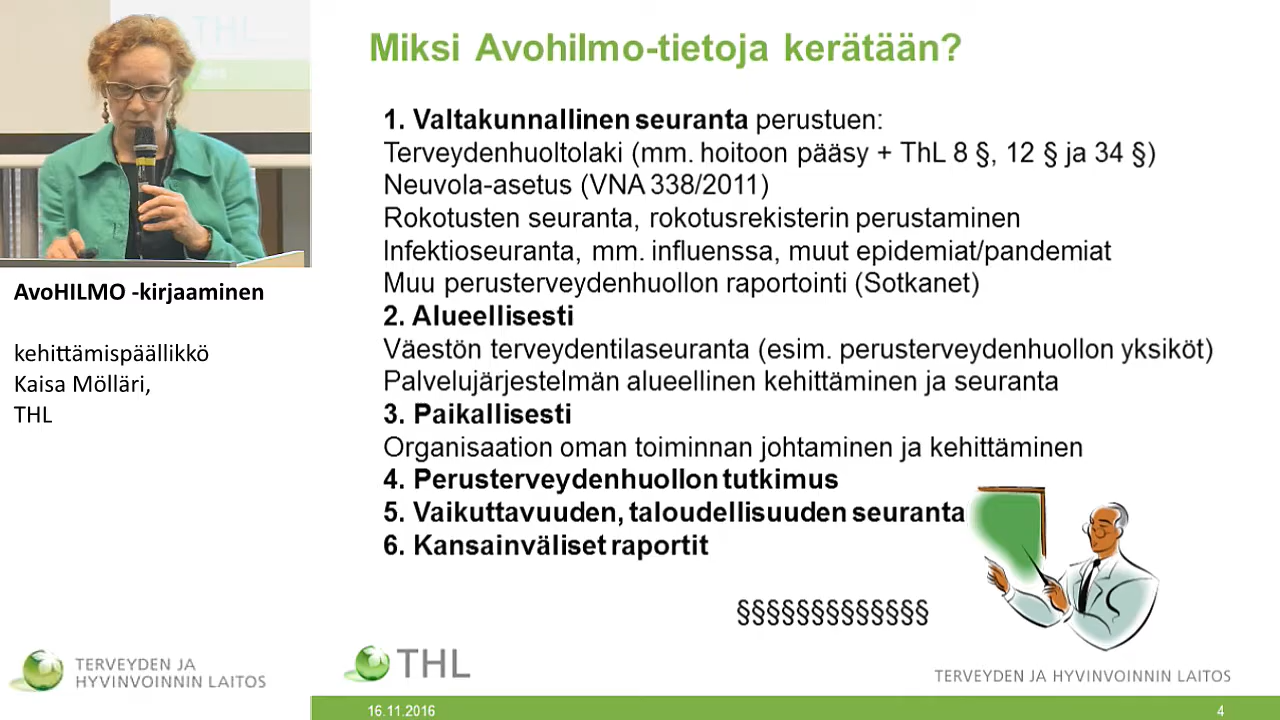 THL
Miksi Avohilmo-tietoja kerätään?
1. Valtakunnallinen seuranta perustuen:
Terveydenhuoltolaki (mm. hoitoon pääsy + ThL 8 §, 12 § ja 34 §)
Neuvola-asetus (VNA 338/2011)
Rokotusten seuranta, rokotusrekisterin perustaminen
Infektioseuranta, mm. influenssa, muut epidemiat/pandemiat
Muu perusterveydenhuollon raportointi (Sotkanet)
2. Alueellisesti
Väestön terveydentilaseuranta (esim. perusterveydenhuollon yksiköt)
Palvelujärjestelmän alueellinen kehittäminen ja seuranta
3. Paikallisesti
Organisaation oman toiminnan johtaminen ja kehittäminen
4. Perusterveydenhuollon tutkimus
5. Vaikuttavuuden, taloudellisuuden seuranta
6. Kansainväliset raportit
§§§§§§§§§§§§§
AvoHILMO -kirjaaminen
kehittämispäällikkö
Kaisa Mölläri,
THL
TERVEYDEN JA
HYVINVOINNIN LAITOS
THL
TERVEYDEN JA HYVINVOINNIN LAITOS
16.11.2016
4